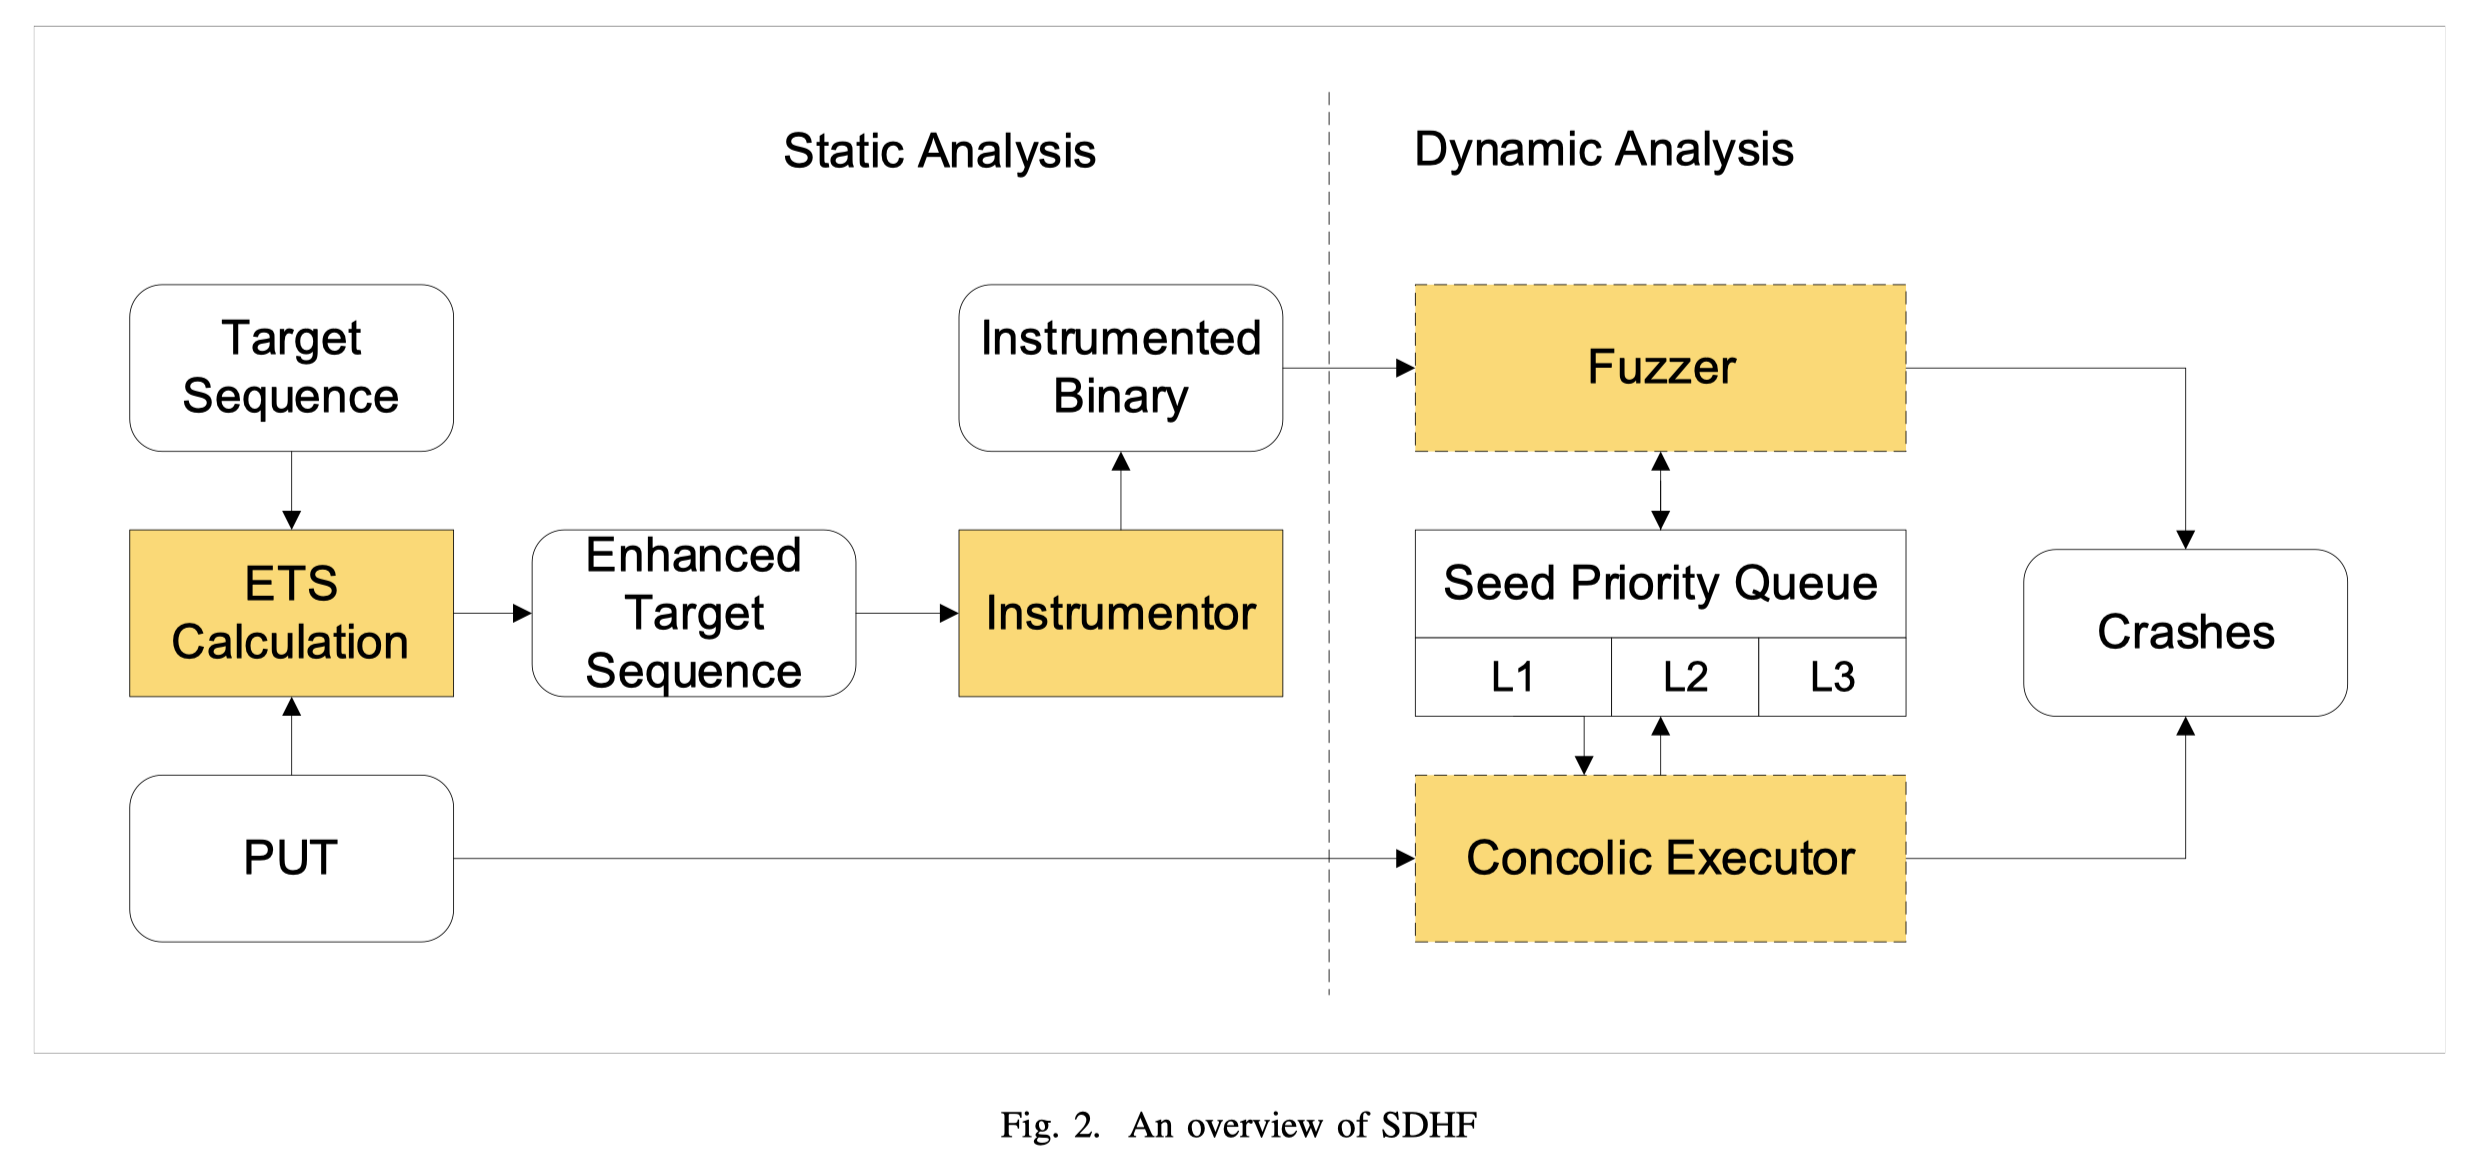 Static Analysis
Dynamic Analysis
Target
Sequence
Instrumented
Binary
Fuzzer
ETS
Calculation
Enhanced
Target
Sequence
Instrumentor
Seed Priority Queue
L1
L2
L3
Crashes
PUT
Concolic Executor
Fig. 2. An overview of SDHF